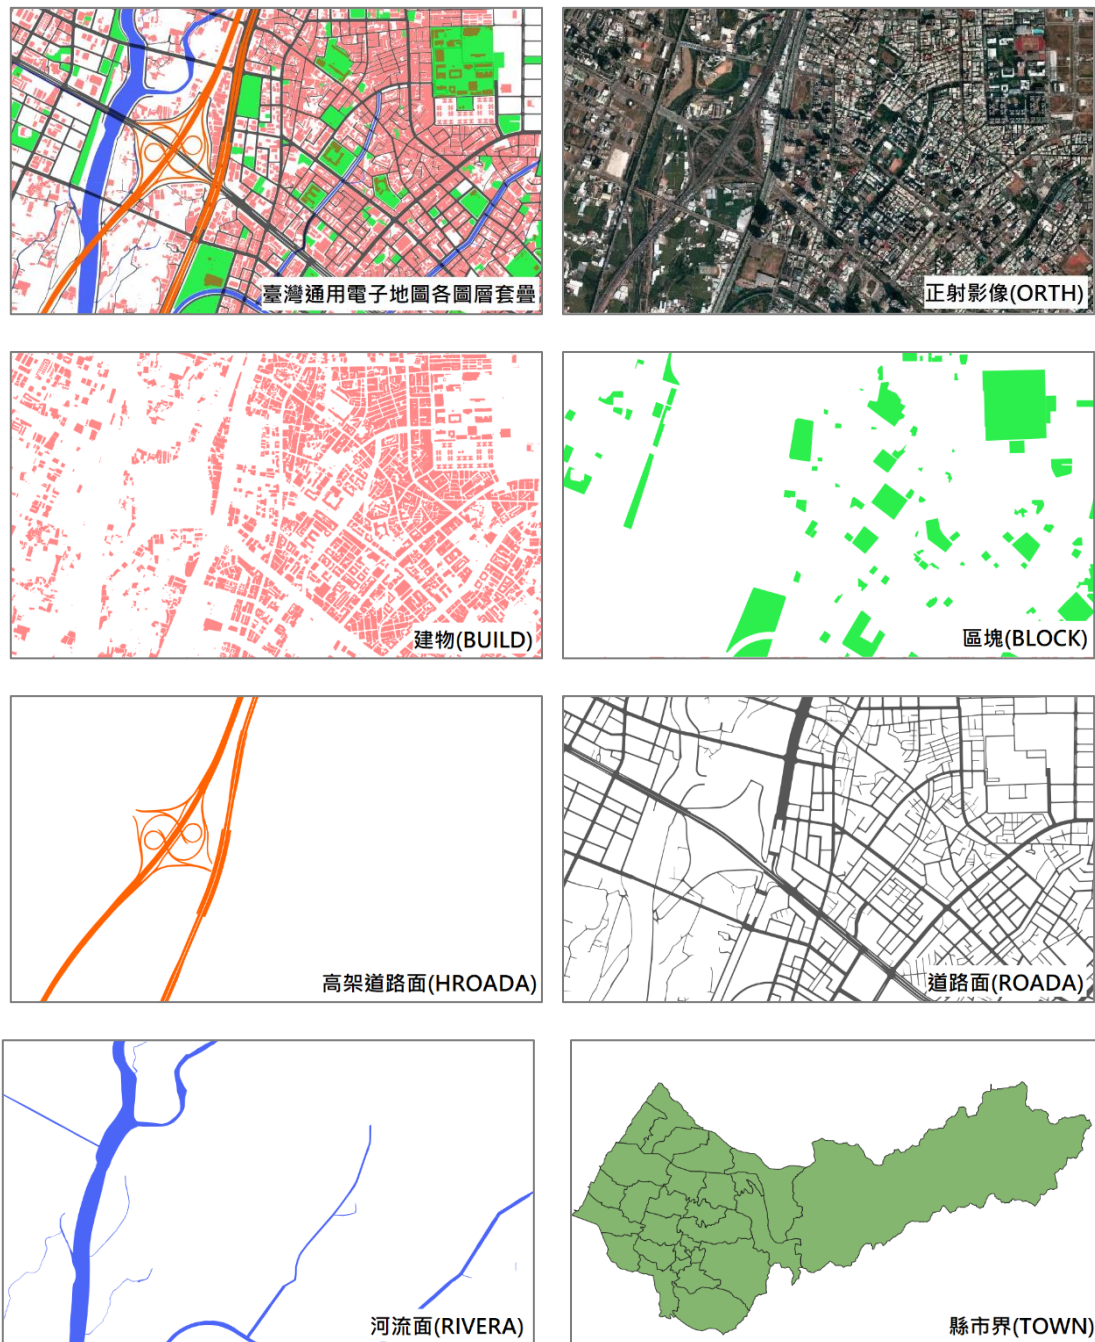 臺灣通用電子地圖各圖層套疊
正射影像(ORTH)
建物(BUILD)
區塊(BLOCK)
高架道路面(HROADA)
道路面(ROADA)
河流面(RIVERA)
縣市界(TOWN)